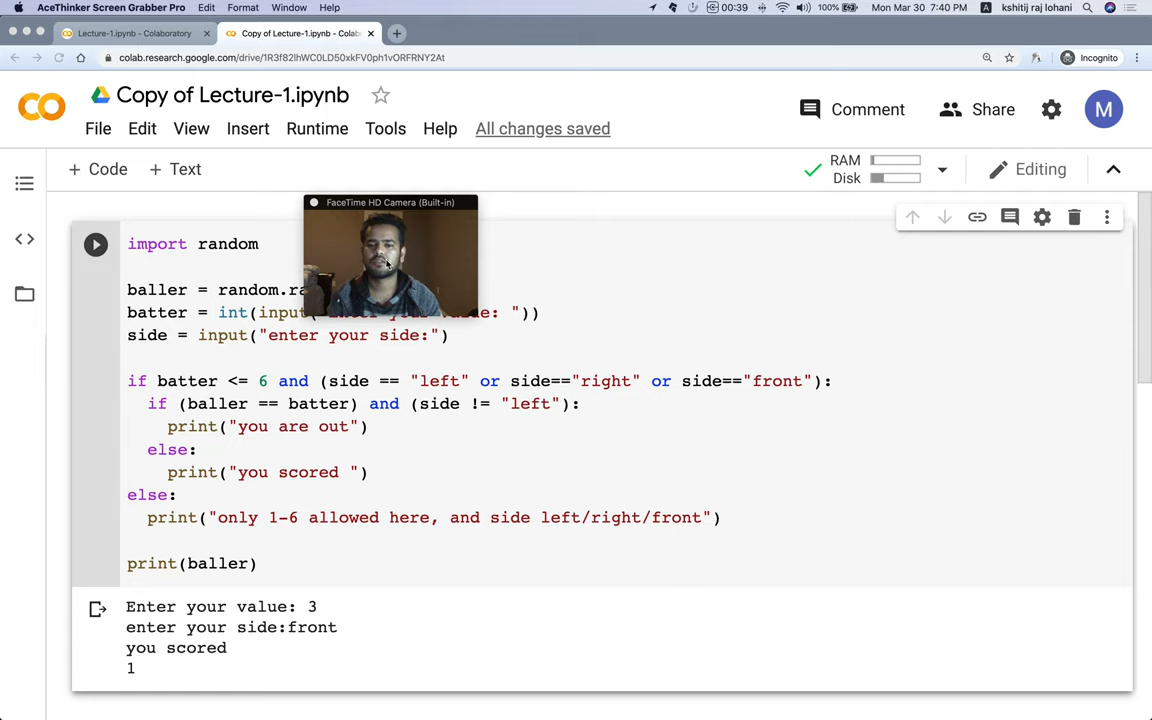 AceThinker Screen Grabber Pro Edit Format Window Help 00:39 100% Mon Mar 30 7:40 PM A kshitij raj lohani
Lecture-1.ipynb - Colaboratory × Copy of Lecture-1.ipynb - Colab × +
colab.research.google.com/drive/1R3f82lhWC0LD50xkFV0ph1vORFRNY2At Incognito
CO Copy of Lecture-1.ipynb Comment Share M
File Edit View Insert Runtime Tools Help All changes saved
+ Code + Text RAM Disk Editing
FaceTime HD Camera (Built-in)
import random
baller = random.ra
batter = int(input( : "))
side = input("enter your side:")
if batter <= 6 and (side == "left" or side=="right" or side=="front"):
if (baller == batter) and (side != "left"):
print("you are out")
else:
print("you scored ")
else:
print("only 1-6 allowed here, and side left/right/front")
print(baller)
Enter your value: 3
enter your side:front
you scored
1